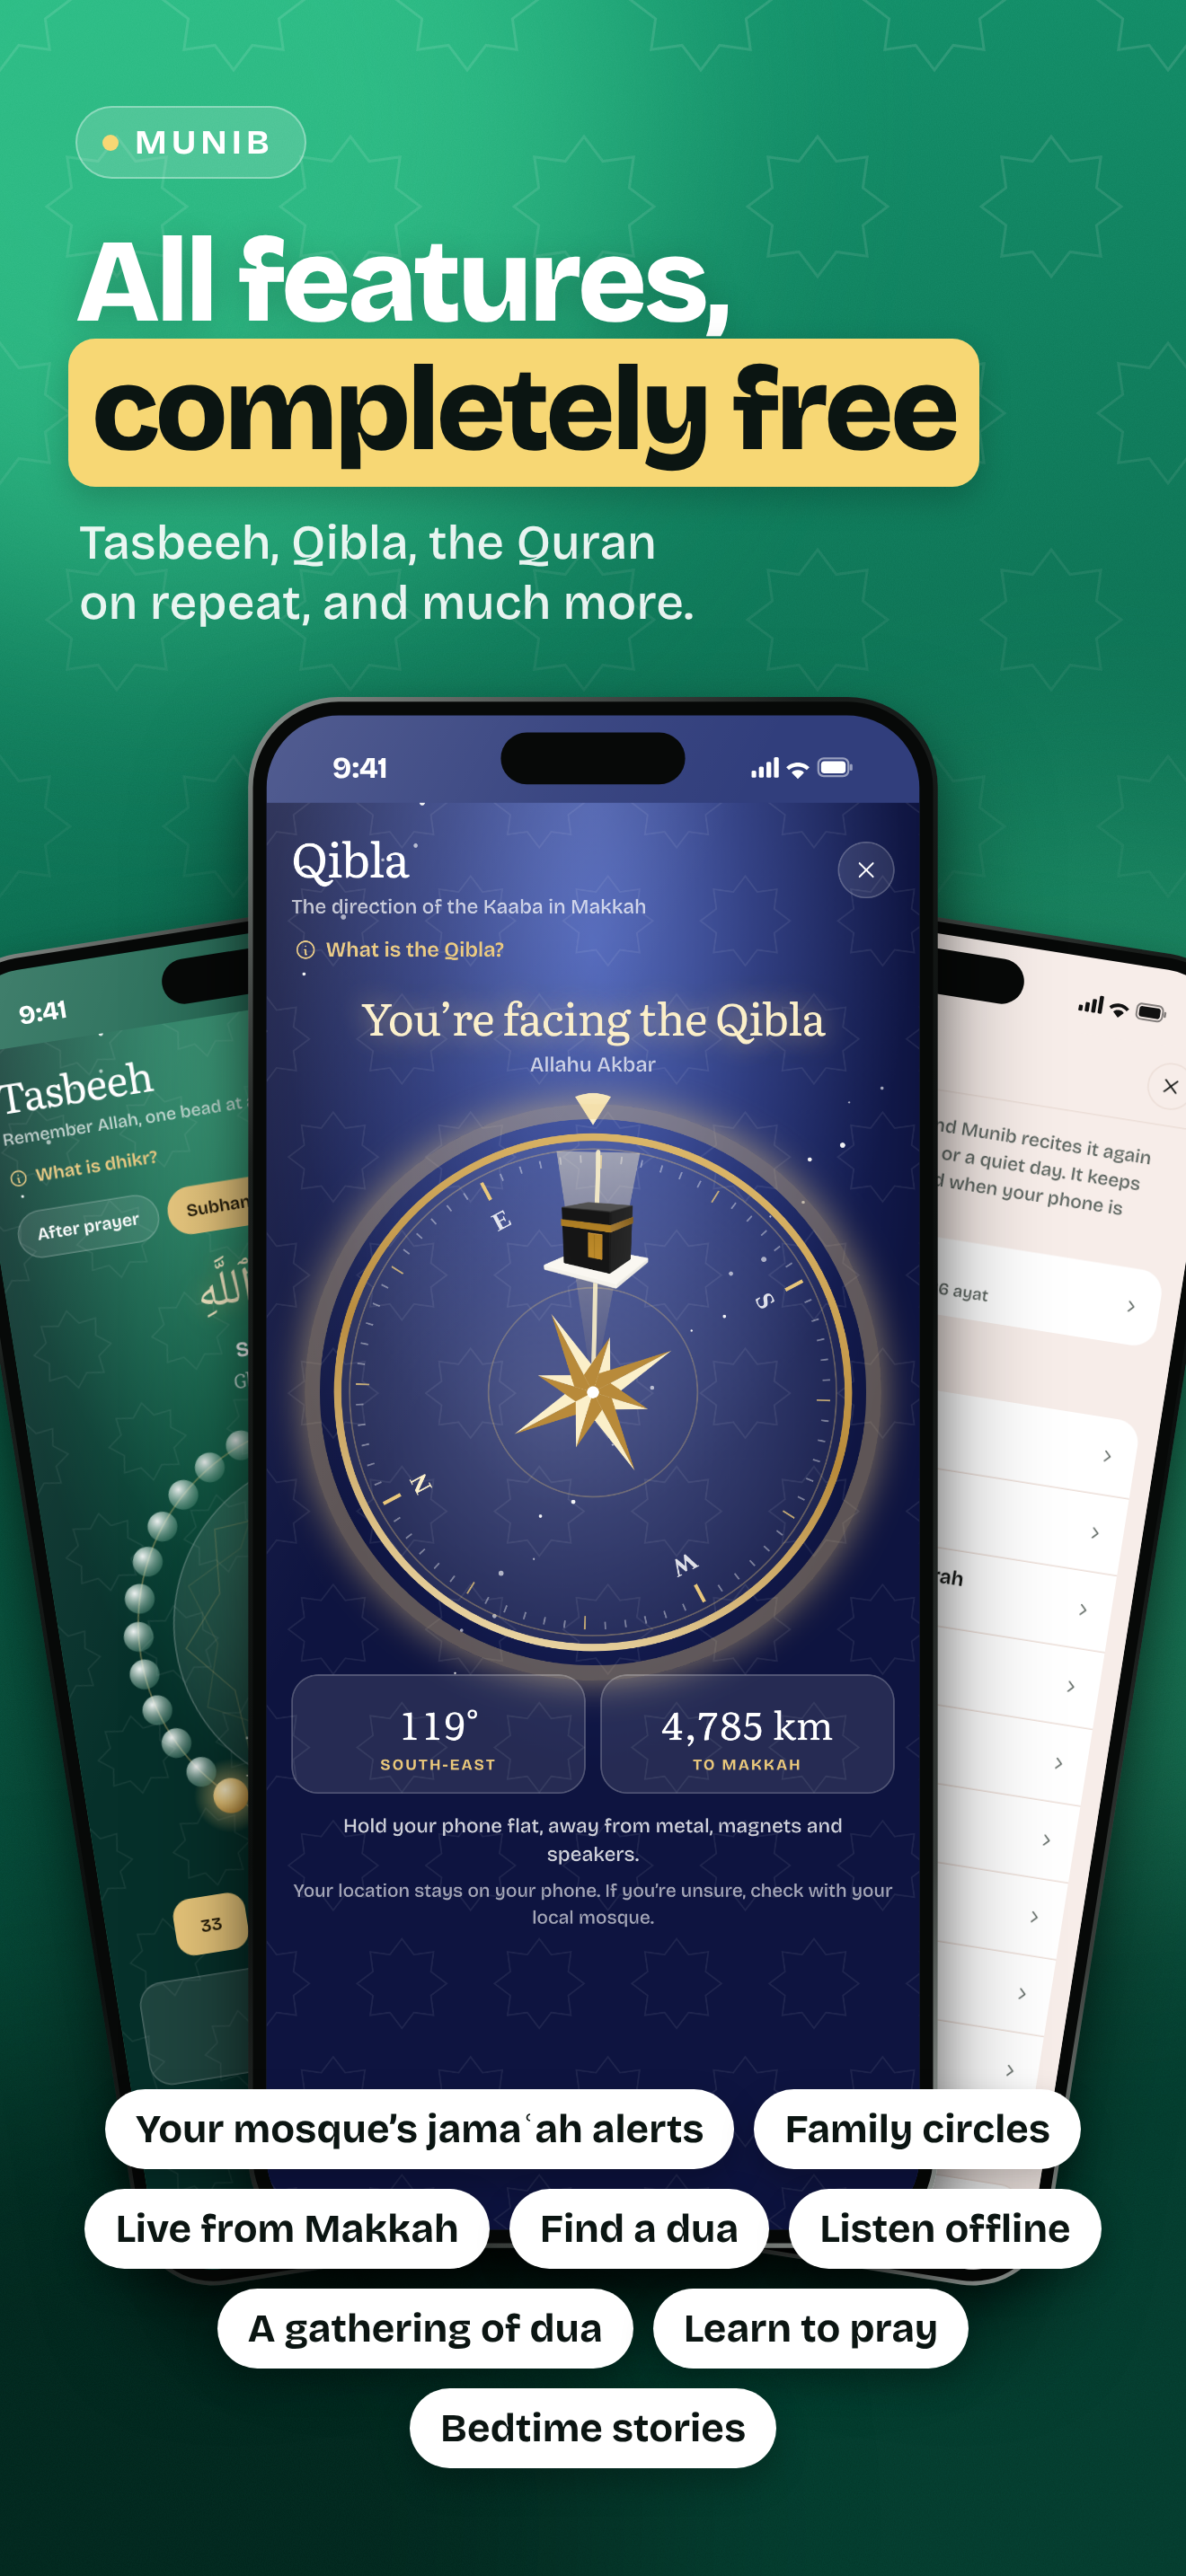 MUNIB
All features,
completely free
Tasbeeh, Qibla, the Quran
on repeat, and much more.
9:41
Qibla
The direction of the Kaaba in Makkah
What is the Qibla?
You’re facing the Qibla
Allahu Akbar
E
S
N
W
119°
SOUTH-EAST
4,785 km
TO MAKKAH
Hold your phone flat, away from metal, magnets and
speakers.
Your location stays on your phone. If you’re unsure, check with your
local mosque.
9:41
Tasbeeh
Remember Allah, one bead at
What is dhikr?
After prayer
33
Munib recites it again
or a quiet day. It keeps
when your phone is
6 ayat
Your mosque’s jamaʿah alerts
Family circles
Live from Makkah
Find a dua
Listen offline
A gathering of dua
Learn to pray
Bedtime stories